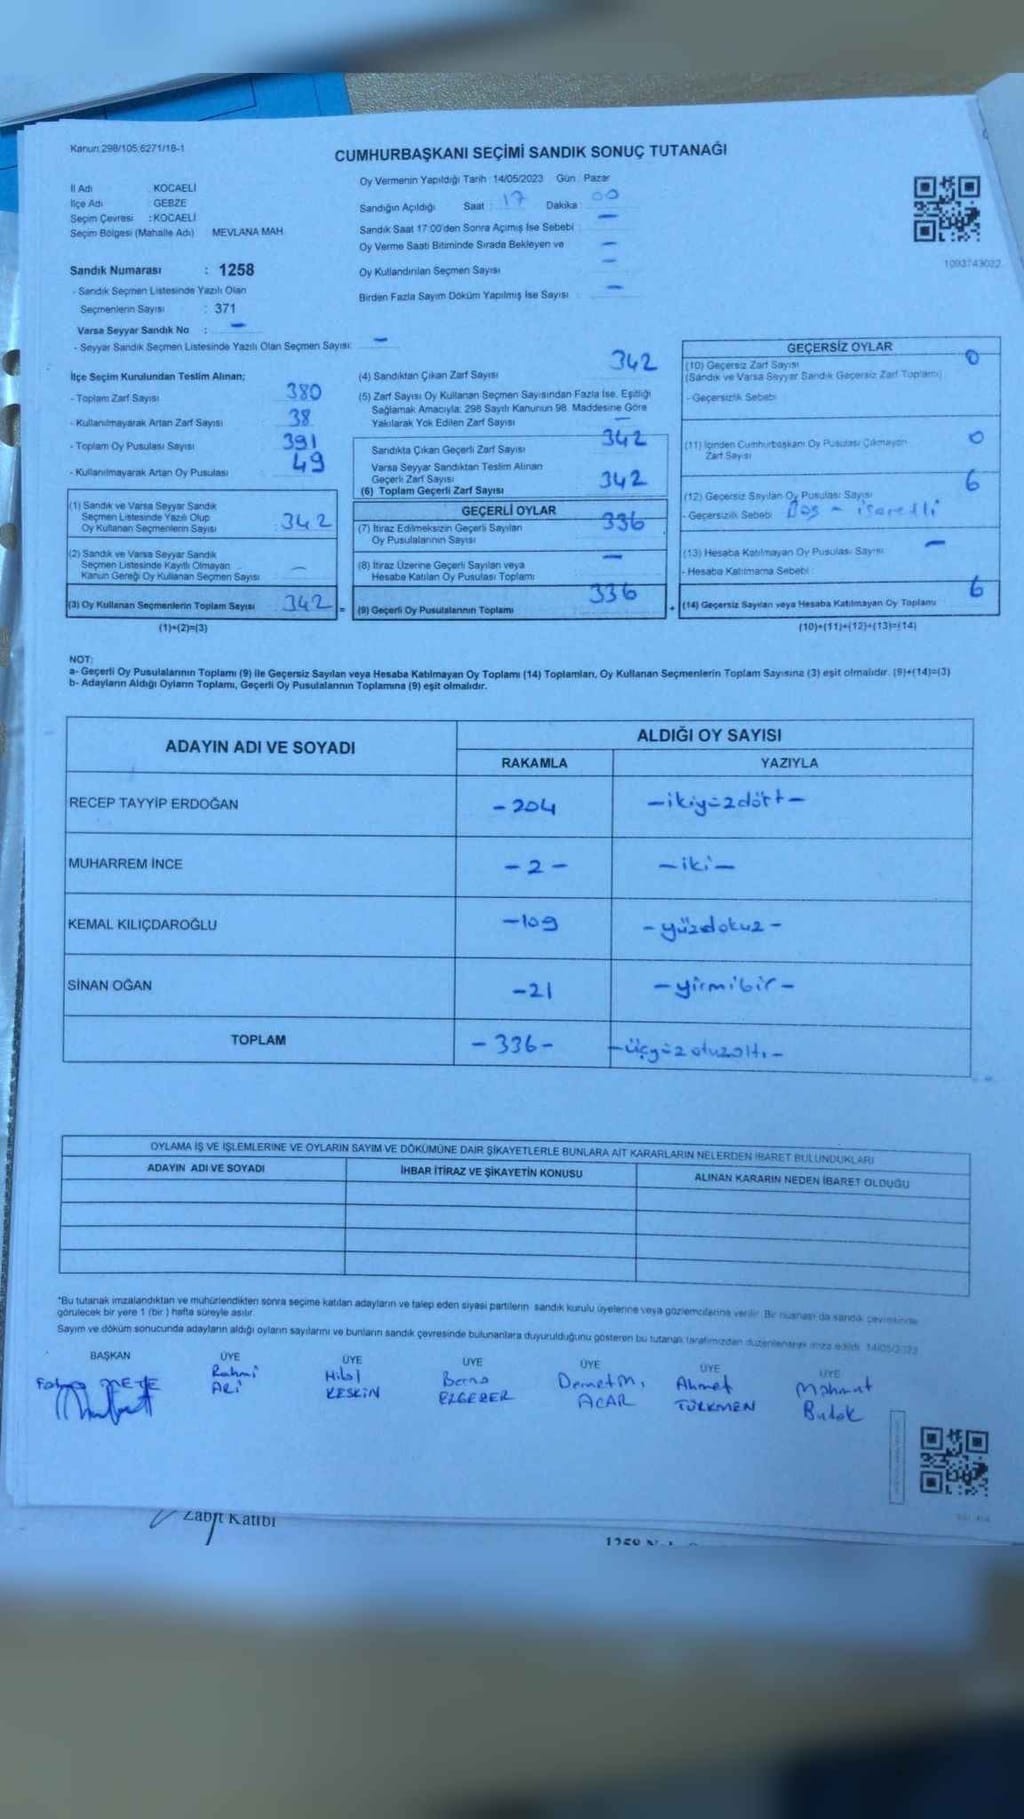 Kanun 298/105,6271/18-1
CUMHURBAŞKANI SEÇİMİ SANDIK SONUÇ TUTANAĞI
İl Adı : KOCAELİ
İlçe Adı : GEBZE
Seçim Çevresi : KOCAELİ
Seçim Bölgesi (Mahalle Adı) MEVLANA MAH
Sandık Numarası : 1258
- Sandık Seçmen Listesinde Yazılı Olan
Seçmenlerin Sayısı : 371
Varsa Seyyar Sandık No : -
- Seyyar Sandık Seçmen Listesinde Yazılı Olan Seçmen Sayısı: -
Oy Vermenin Yapıldığı Tarih :14/05/2023 Gün : Pazar
Sandığın Açıldığı Saat : 17 Dakika : 00
Sandık Saat 17:00'den Sonra Açımış İse Sebebi : -
Oy Verme Saati Bitiminde Sırada Bekleyen ve -
Oy Kullandırılan Seçmen Sayısı -
Birden Fazla Sayım Döküm Yapılmış İse Sayısı : -
1093743022
İlçe Seçim Kurulundan Teslim Alınan;
- Toplam Zarf Sayısı 380
- Kullanılmayarak Artan Zarf Sayısı 38
- Toplam Oy Pusulası Sayısı 391
- Kullanılmayarak Artan Oy Pusulası 49
(1) Sandık ve Varsa Seyyar Sandık
Seçmen Listesinde Yazılı Olup
Oy Kullanan Seçmenlerin Sayısı : 342
(2) Sandık ve Varsa Seyyar Sandık
Seçmen Listesinde Kayıtlı Olmayan
Kanun Gereği Oy Kullanan Seçmen Sayısı -
(3) Oy Kullanan Seçmenlerin Toplam Sayısı 342 =
(1)+(2)=(3)
(4) Sandıktan Çıkan Zarf Sayısı 342
(5) Zarf Sayısı Oy Kullanan Seçmen Sayısından Fazla İse, Eşitliği
Sağlamak Amacıyla: 298 Sayılı Kanunun 98. Maddesine Göre
Yakılarak Yok Edilen Zarf Sayısı -
Sandıkta Çıkan Geçerli Zarf Sayısı 342
Varsa Seyyar Sandıktan Teslim Alınan
Geçerli Zarf Sayısı
(6) Toplam Geçerli Zarf Sayısı 342
GEÇERLİ OYLAR
(7) İtiraz Edilmeksizin Geçerli Sayılan 336
Oy Pusulalarının Sayısı
(8) İtiraz Üzerine Geçerli Sayılan veya -
Hesaba Katılan Oy Pusulası Toplamı
(9) Geçerli Oy Pusulalarının Toplamı 336 +
GEÇERSİZ OYLAR
(10) Geçersiz Zarf Sayısı 0
(Sandık ve Varsa Seyyar Sandık Geçersiz Zarf Toplamı)
- Geçersizlik Sebebi
(11) İçinden Cumhurbaşkanı Oy Pusulası Çıkmayan 0
Zarf Sayısı
(12) Geçersiz Sayılan Oy Pusulası Sayısı 6
- Geçersizlik Sebebi Boş - işaretli
(13) Hesaba Katılmayan Oy Pusulası Sayısı -
- Hesaba Katılmama Sebebi
(14) Geçersiz Sayılan veya Hesaba Katılmayan Oy Toplamı 6
(10)+(11)+(12)+(13)=(14)
NOT:
a- Geçerli Oy Pusulalarının Toplamı (9) ile Geçersiz Sayılan veya Hesaba Katılmayan Oy Toplamı (14) Toplamları, Oy Kullanan Seçmenlerin Toplam Sayısına (3) eşit olmalıdır. (9)+(14)=(3)
b- Adayların Aldığı Oyların Toplamı, Geçerli Oy Pusulalarının Toplamına (9) eşit olmalıdır.
ADAYIN ADI VE SOYADI
ALDIĞI OY SAYISI
RAKAMLA YAZIYLA
RECEP TAYYİP ERDOĞAN -204 -ikiyüzdört-
MUHARREM İNCE -2- -iki-
KEMAL KILIÇDAROĞLU -109 -yüzdokuz-
SİNAN OĞAN -21 -yirmibir-
TOPLAM -336- -üçyüzotuzaltı-
OYLAMA İŞ VE İŞLEMLERİNE VE OYLARIN SAYIM VE DÖKÜMÜNE DAİR ŞİKAYETLERLE BUNLARA AİT KARARLARIN NELERDEN İBARET BULUNDUKLARI
ADAYIN ADI VE SOYADI İHBAR İTİRAZ VE ŞİKAYETİN KONUSU ALINAN KARARIN NEDEN İBARET OLDUĞU
*Bu tutanak imzalandıktan ve mühürlendikten sonra seçime katılan adayların ve talep eden siyasi partilerin sandık kurulu üyelerine veya gözlemcilerine verilir. Bir nüshası da sandık çevresinde
görülecek bir yere 1 (bir ) hafta süreyle asılır.
Sayım ve döküm sonucunda adayların aldığı oyların sayılarını ve bunların sandık çevresinde bulunanlara duyurulduğunu gösteren bu tutanak tarafımızdan düzenlenerek imza edildi. 14/05/2023
BAŞKAN ÜYE ÜYE ÜYE ÜYE ÜYE ÜYE
METE Rahmi Hilal Demet M. Ahmet Mahmut
ARİ KESKİN ACAR TÜRKMEN Budak
Zabıt Katibi